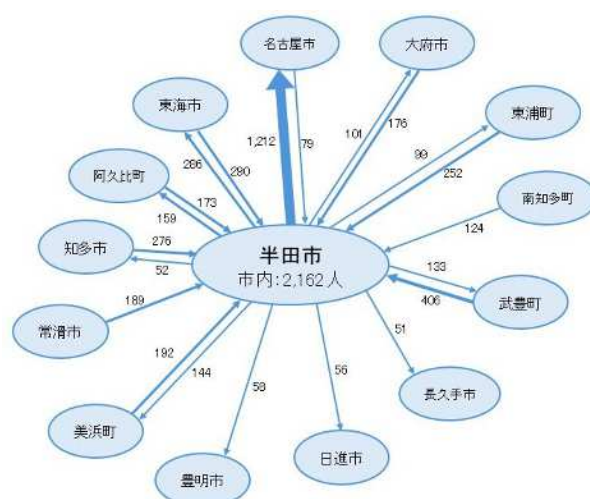 名古屋市
大府市
東海市
東浦町
1,212
79
101
176
99
286
280
252
阿久比町
173
159
南知多町
124
知多市
276
52
半田市
市内:2,162人
133
406
武豊町
常滑市
189
192
144
51
長久手市
58
56
美浜町
豊明市
日進市